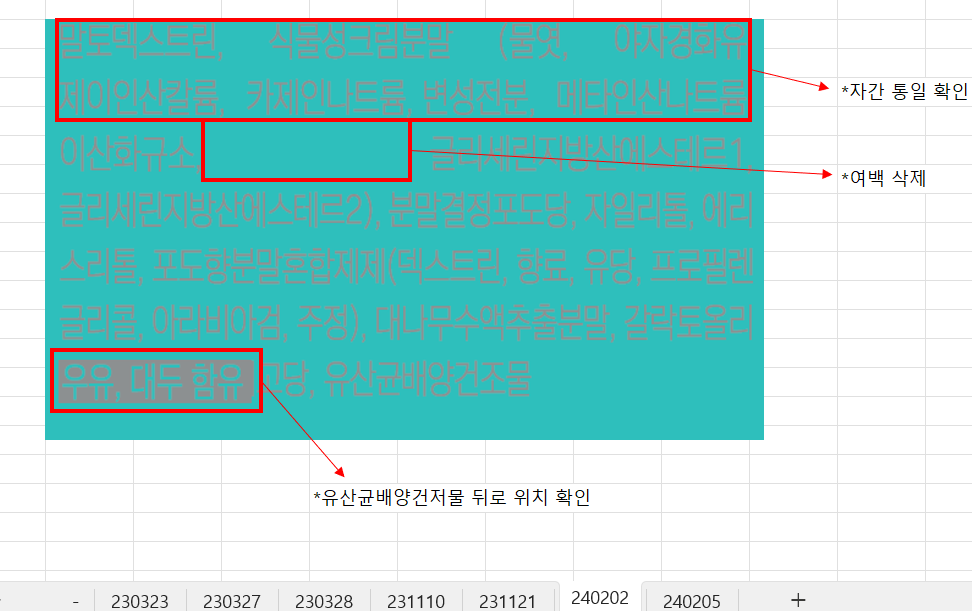 말토덱스트린, 식물성크림분말 (물엿, 야자경화유
제이인산칼륨, 카제인나트륨, 변성전분, 메타인산나트륨
*자간 통일 확인
이산화규소 글리세린지방산에스테르1,
*여백 삭제
글리세린지방산에스테르2), 분말결정포도당, 자일리톨, 에리
스리톨, 포도향분말혼합제제(덱스트린, 향료, 유당, 프로필렌
글리콜, 아라비아검, 주정), 대나무수액추출분말, 갈락토올리
우유, 대두 함유 고당, 유산균배양건조물
*유산균배양건저물 뒤로 위치 확인
- 230323 230327 230328 231110 231121 240202 240205 +